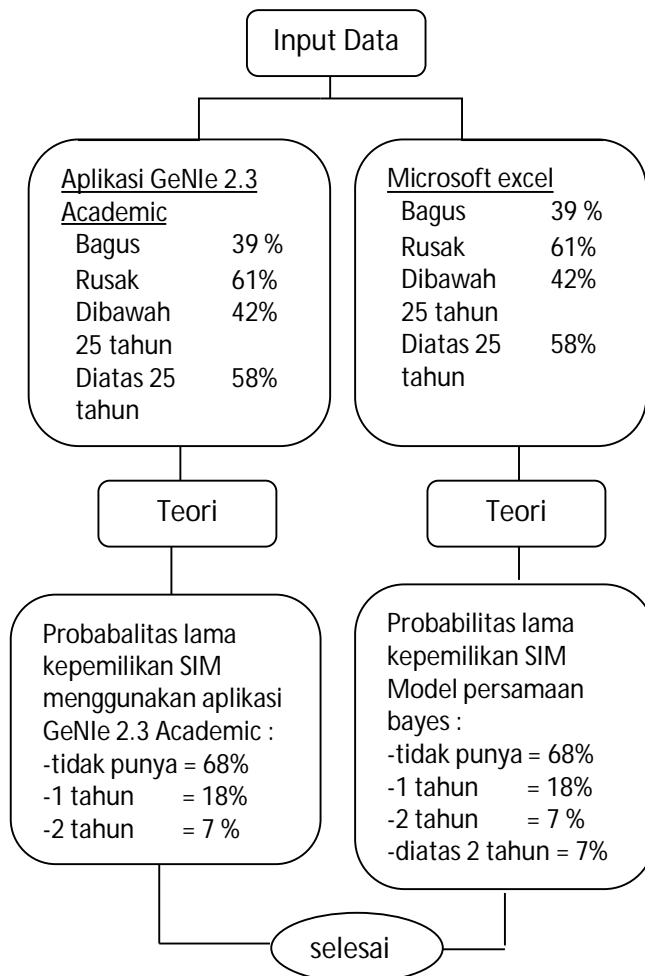 Input Data
Aplikasi GeNIe 2.3
Academic
Bagus 39 %
Rusak 61%
Dibawah 42%
25 tahun
Diatas 25 58%
tahun
Microsoft excel
Bagus 39 %
Rusak 61%
Dibawah 42%
25 tahun
Diatas 25 58%
tahun
Teori
Teori
Probabalitas lama
kepemilikan SIM
menggunakan aplikasi
GeNIe 2.3 Academic :
-tidak punya = 68%
-1 tahun = 18%
-2 tahun = 7 %
Probabilitas lama
kepemilikan SIM
Model persamaan
bayes :
-tidak punya = 68%
-1 tahun = 18%
-2 tahun = 7 %
-diatas 2 tahun = 7%
selesai